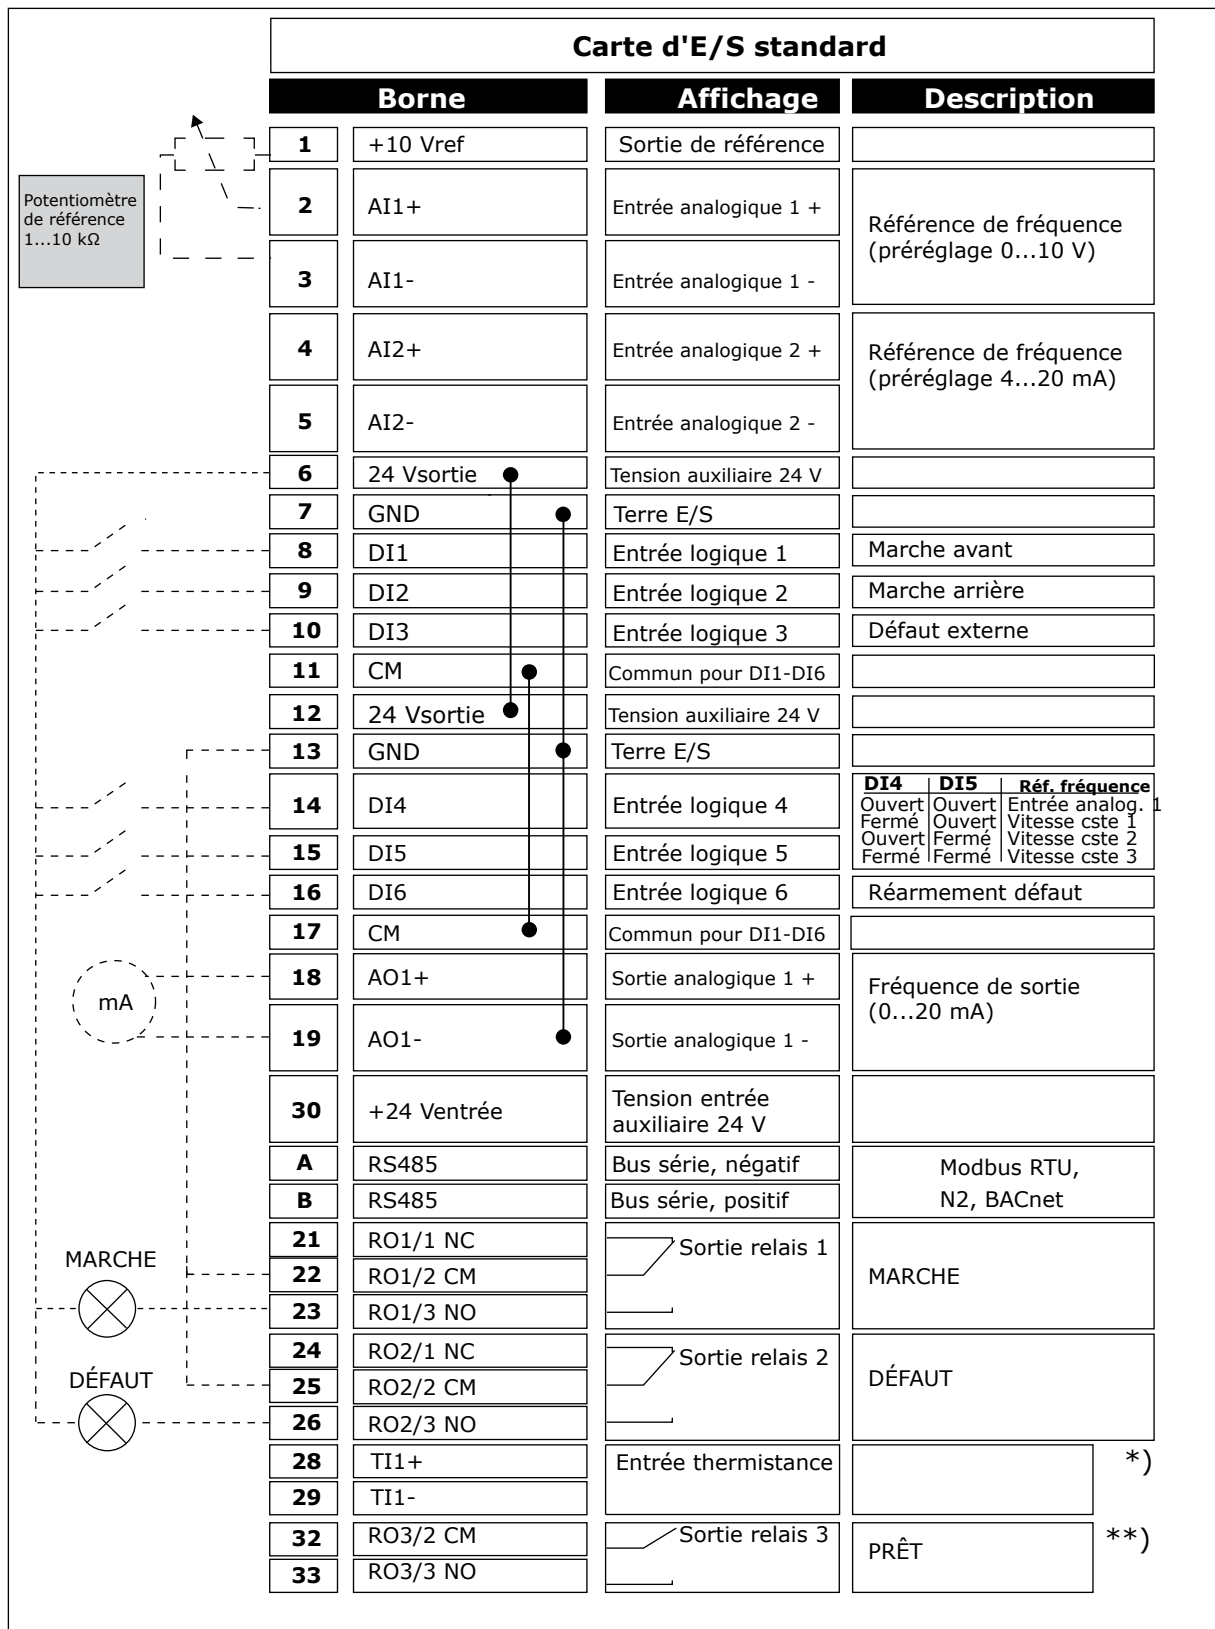 Carte d'E/S standard
Borne Affichage Description
1 +10 Vref Sortie de référence
Potentiomètre
de référence
1...10 kΩ
2 AI1+ Entrée analogique 1 +
Référence de fréquence
(préréglage 0...10 V)
3 AI1- Entrée analogique 1 -
4 AI2+ Entrée analogique 2 +
Référence de fréquence
(préréglage 4...20 mA)
5 AI2- Entrée analogique 2 -
6 24 Vsortie Tension auxiliaire 24 V
7 GND Terre E/S
8 DI1 Entrée logique 1 Marche avant
9 DI2 Entrée logique 2 Marche arrière
10 DI3 Entrée logique 3 Défaut externe
11 CM Commun pour DI1-DI6
12 24 Vsortie Tension auxiliaire 24 V
13 GND Terre E/S
14 DI4 Entrée logique 4
DI4 DI5 Réf. fréquence
Ouvert Ouvert Entrée analog. 1
Fermé Ouvert Vitesse cste 1
Ouvert Fermé Vitesse cste 2
Fermé Fermé Vitesse cste 3
15 DI5 Entrée logique 5
16 DI6 Entrée logique 6 Réarmement défaut
17 CM Commun pour DI1-DI6
18 AO1+ Sortie analogique 1 +
mA
Fréquence de sortie
(0...20 mA)
19 AO1- Sortie analogique 1 -
30 +24 Ventrée
Tension entrée
auxiliaire 24 V
A RS485 Bus série, négatif
Modbus RTU,
N2, BACnet
B RS485 Bus série, positif
21 RO1/1 NC Sortie relais 1
MARCHE
22 RO1/2 CM MARCHE
23 RO1/3 NO
24 RO2/1 NC Sortie relais 2
DÉFAUT
25 RO2/2 CM DÉFAUT
26 RO2/3 NO
28 TI1+ Entrée thermistance *)
29 TI1-
32 RO3/2 CM Sortie relais 3 PRÊT **)
33 RO3/3 NO